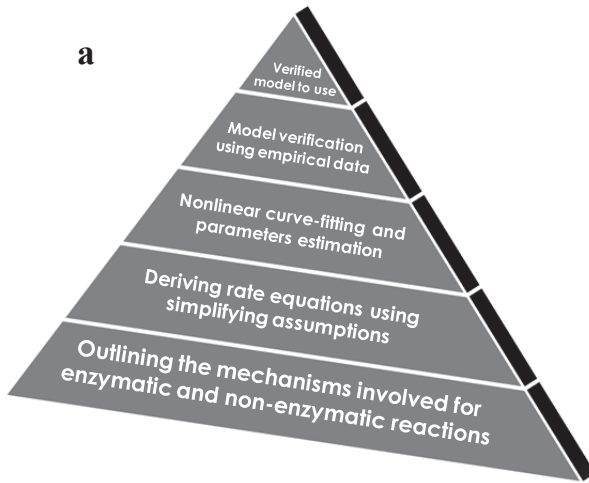 a
Verified
model to use
Model verification
using empirical data
Nonlinear curve-fitting and
parameters estimation
Deriving rate equations using
simplifying assumptions
Outlining the mechanisms involved for
enzymatic and non-enzymatic reactions